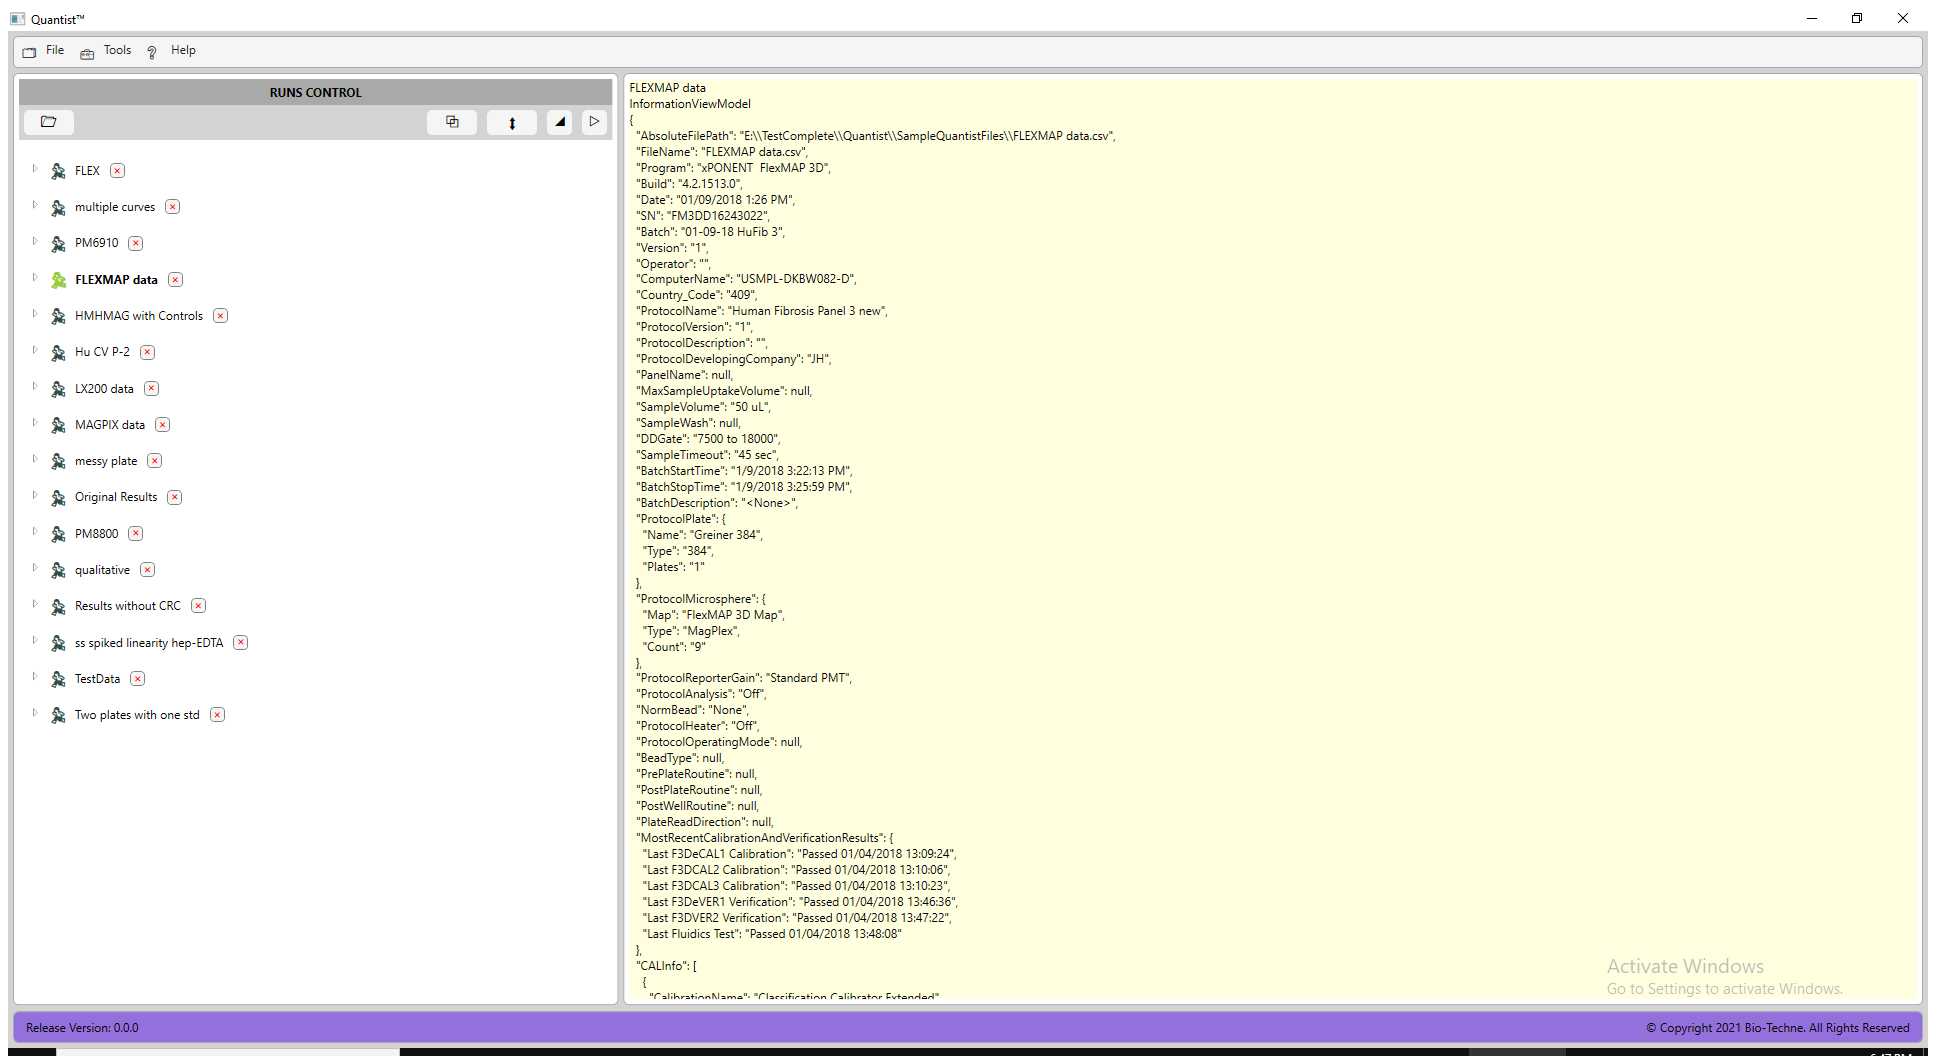 Quantist™
File Tools ? Help
RUNS CONTROL
FLEX
multiple curves
PM6910
FLEXMAP data
HMHMAG with Controls
Hu CV P-2
LX200 data
MAGPIX data
messy plate
Original Results
PM8800
qualitative
Results without CRC
ss spiked linearity hep-EDTA
TestData
Two plates with one std
FLEXMAP data
InformationViewModel
{
"AbsoluteFilePath": "E:\\TestComplete\\Quantist\\SampleQuantistFiles\\FLEXMAP data.csv",
"FileName": "FLEXMAP data.csv",
"Program": "xPONENT  FlexMAP 3D",
"Build": "4.2.1513.0",
"Date": "01/09/2018 1:26 PM",
"SN": "FM3DD16243022",
"Batch": "01-09-18 HuFib 3",
"Version": "1",
"Operator": "",
"ComputerName": "USMPL-DKBW082-D",
"Country_Code": "409",
"ProtocolName": "Human Fibrosis Panel 3 new",
"ProtocolVersion": "1",
"ProtocolDescription": "",
"ProtocolDevelopingCompany": "JH",
"PanelName": null,
"MaxSampleUptakeVolume": null,
"SampleVolume": "50 uL",
"SampleWash": null,
"DDGate": "7500 to 18000",
"SampleTimeout": "45 sec",
"BatchStartTime": "1/9/2018 3:22:13 PM",
"BatchStopTime": "1/9/2018 3:25:59 PM",
"BatchDescription": "<None>",
"ProtocolPlate": {
"Name": "Greiner 384",
"Type": "384",
"Plates": "1"
},
"ProtocolMicrosphere": {
"Map": "FlexMAP 3D Map",
"Type": "MagPlex",
"Count": "9"
},
"ProtocolReporterGain": "Standard PMT",
"ProtocolAnalysis": "Off",
"NormBead": "None",
"ProtocolHeater": "Off",
"ProtocolOperatingMode": null,
"BeadType": null,
"PrePlateRoutine": null,
"PostPlateRoutine": null,
"PostWellRoutine": null,
"PlateReadDirection": null,
"MostRecentCalibrationAndVerificationResults": {
"Last F3DeCAL1 Calibration": "Passed 01/04/2018 13:09:24",
"Last F3DCAL2 Calibration": "Passed 01/04/2018 13:10:06",
"Last F3DCAL3 Calibration": "Passed 01/04/2018 13:10:23",
"Last F3DeVER1 Verification": "Passed 01/04/2018 13:46:36",
"Last F3DVER2 Verification": "Passed 01/04/2018 13:47:22",
"Last Fluidics Test": "Passed 01/04/2018 13:48:08"
},
"CALInfo": [
{
"CalibrationName": "Classification Calibrator Extended"
Activate Windows
Go to Settings to activate Windows.
Release Version: 0.0.0
© Copyright 2021 Bio-Techne. All Rights Reserved